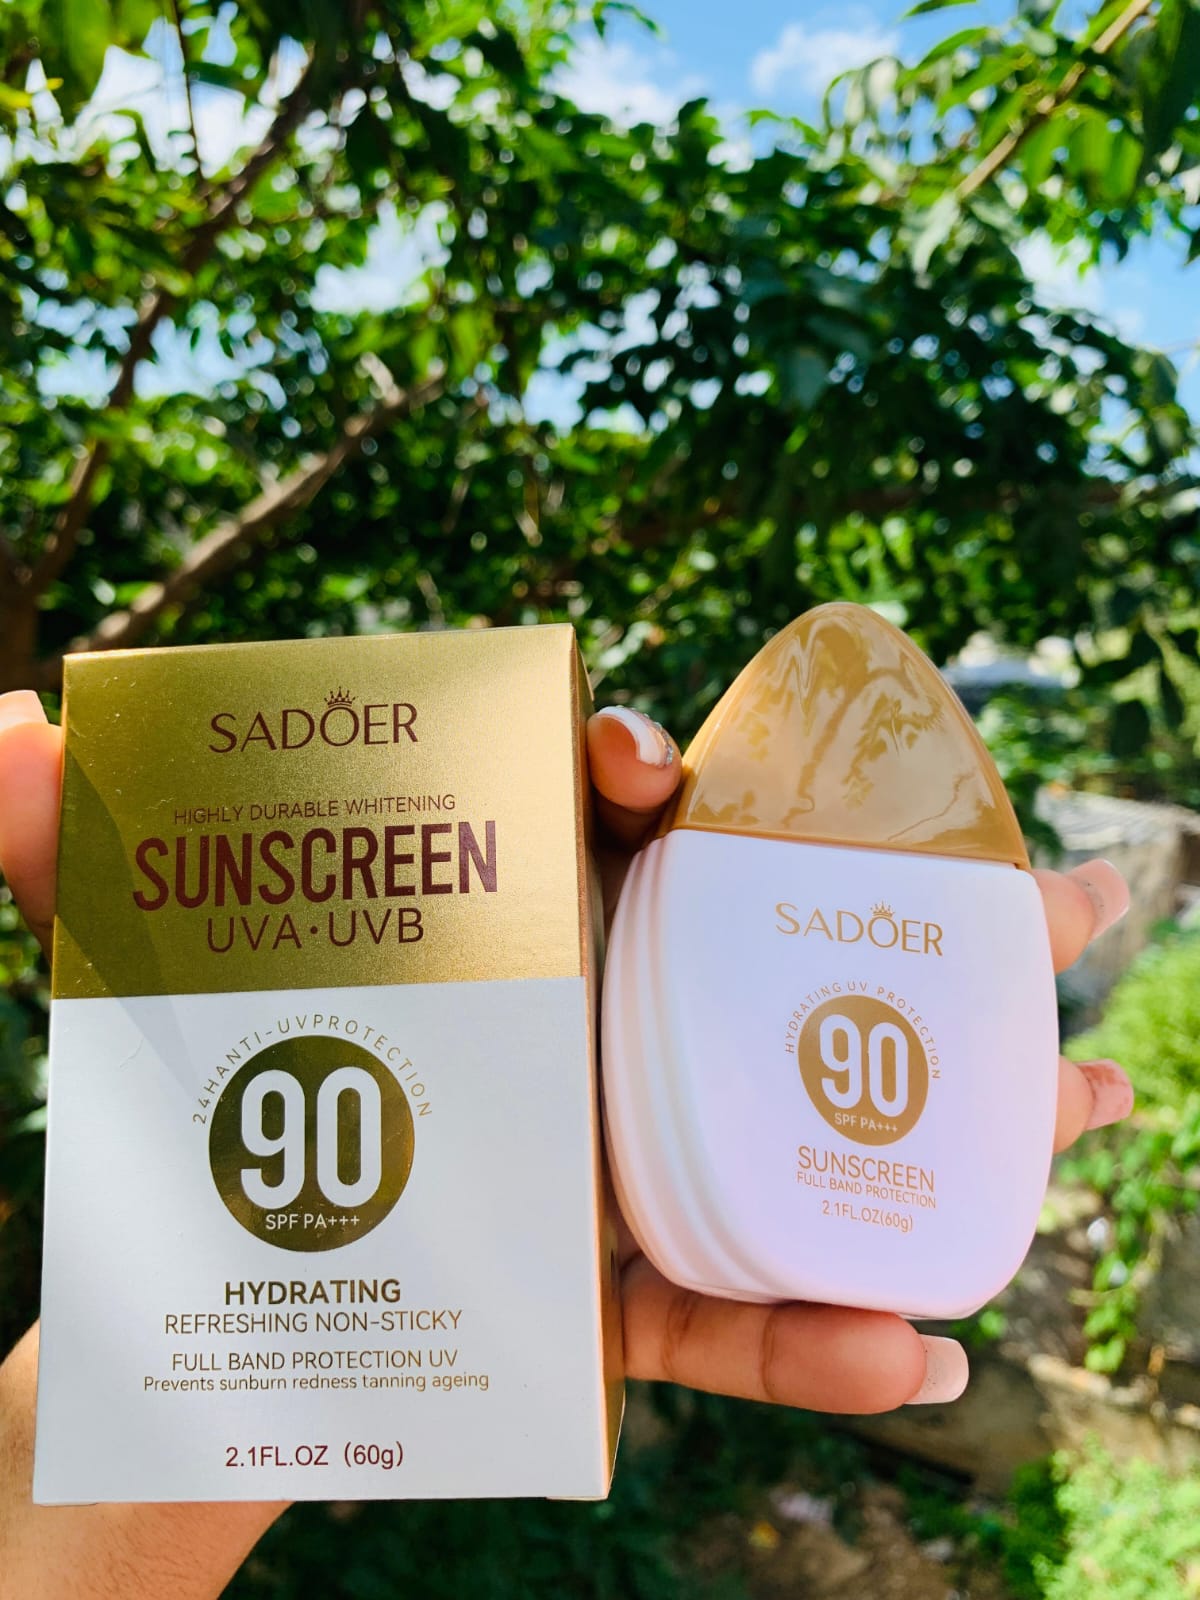 SADOER
HIGHLY DURABLE WHITENING
SUNSCREEN
UVA·UVB
24HANTI-UVPROTECTION
90
SPF PA+++
HYDRATING
REFRESHING NON-STICKY
FULL BAND PROTECTION UV
Prevents sunburn redness tanning ageing
2.1FL.OZ (60g)
SADOER
HYDRATING UV PROTECTION
90
SPF PA+++
SUNSCREEN
FULL BAND PROTECTION
2.1FL.OZ(60g)